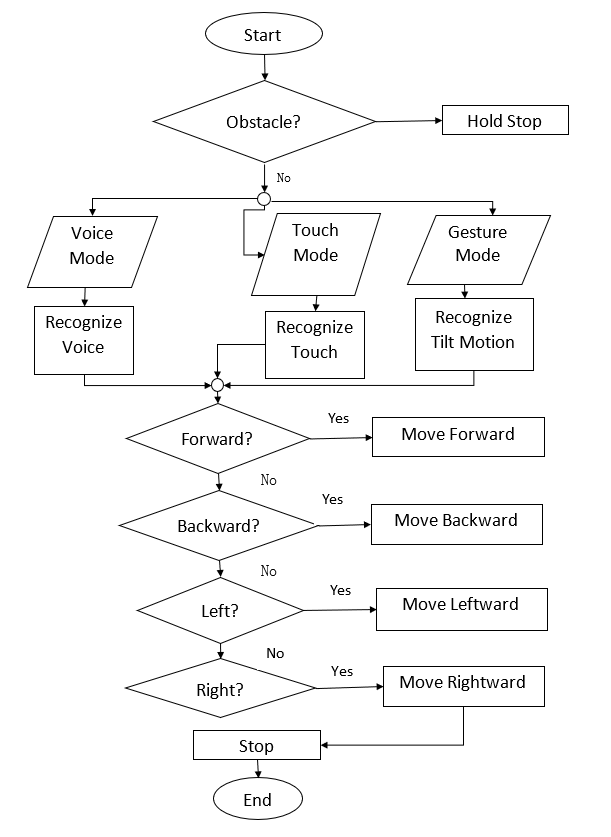 Start
Obstacle?
Hold Stop
No
Voice
Mode
Touch
Mode
Gesture
Mode
Recognize
Voice
Recognize
Touch
Recognize
Tilt Motion
Forward?
Yes
Move Forward
No
Backward?
Yes
Move Backward
No
Left?
Yes
Move Leftward
No
Right?
Yes
Move Rightward
Stop
End